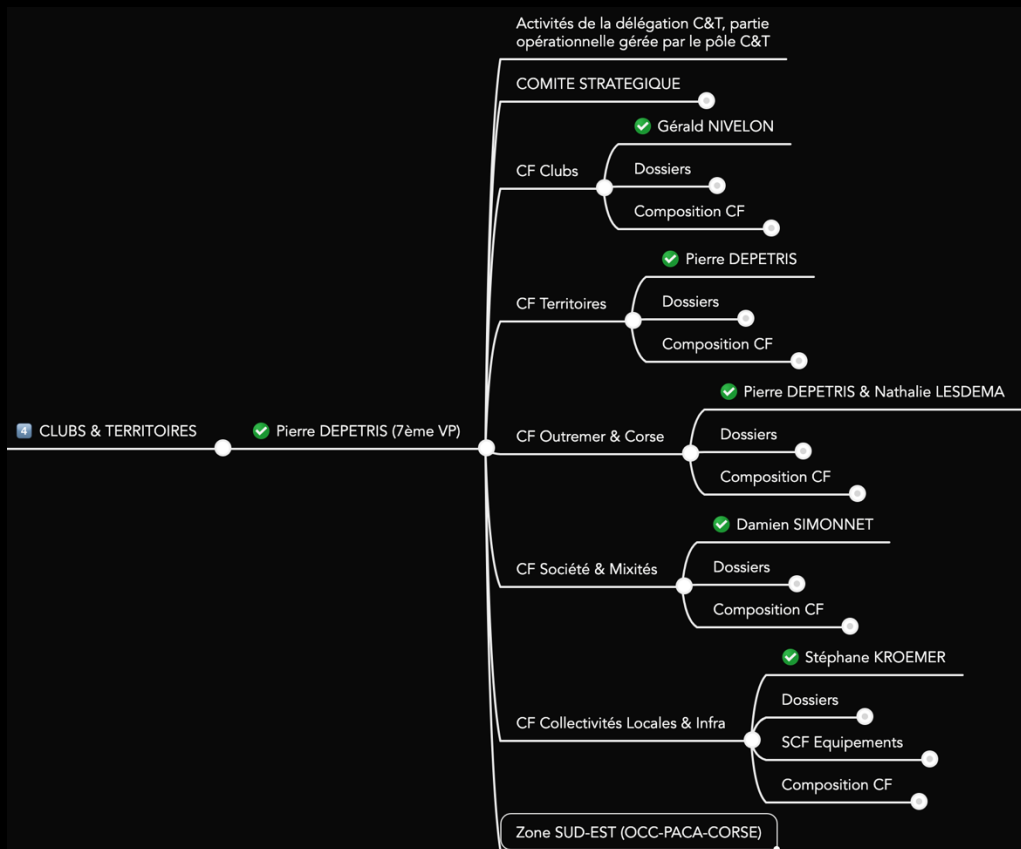 Activités de la délégation C&T, partie
opérationnelle gérée par le pôle C&T
COMITE STRATEGIQUE
Gérald NIVELON
CF Clubs
Dossiers
Composition CF
Pierre DEPETRIS
CF Territoires
Dossiers
Composition CF
Pierre DEPETRIS & Nathalie LESDEMA
4 CLUBS & TERRITOIRES
Pierre DEPETRIS (7ème VP)
CF Outremer & Corse
Dossiers
Composition CF
Damien SIMONNET
CF Société & Mixités
Dossiers
Composition CF
Stéphane KROEMER
CF Collectivités Locales & Infra
Dossiers
SCF Equipements
Composition CF
Zone SUD-EST (OCC-PACA-CORSE)